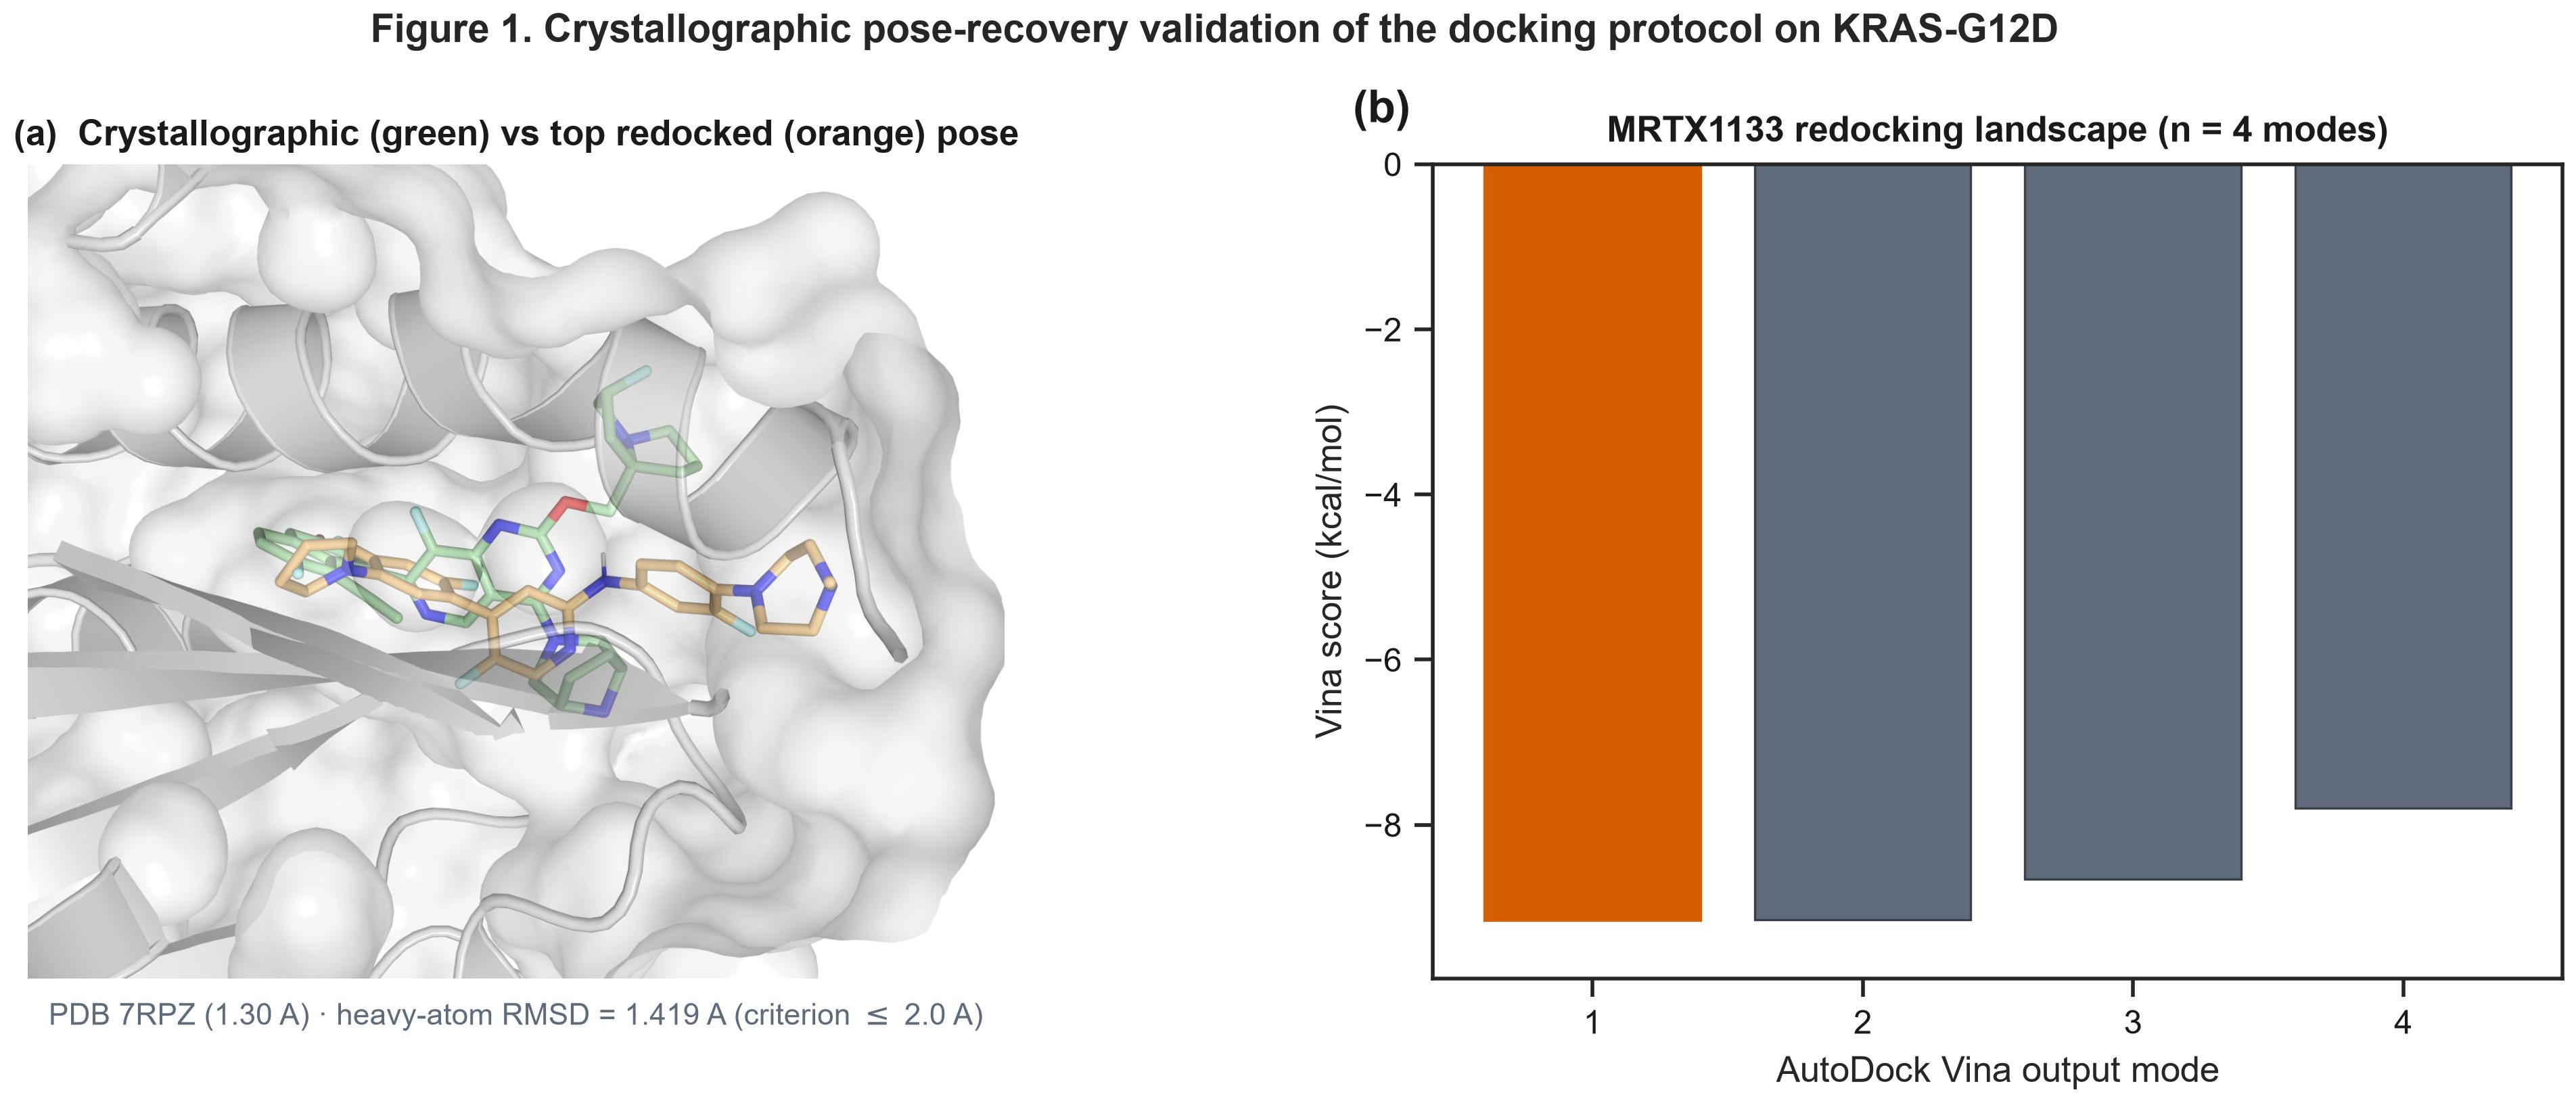 Figure 1. Crystallographic pose-recovery validation of the docking protocol on KRAS-G12D
(a) Crystallographic (green) vs top redocked (orange) pose
PDB 7RPZ (1.30 A) · heavy-atom RMSD = 1.419 A (criterion ≤ 2.0 A)
(b)
MRTX1133 redocking landscape (n = 4 modes)
Vina score (kcal/mol)
0
−2
−4
−6
−8
1 2 3 4
AutoDock Vina output mode